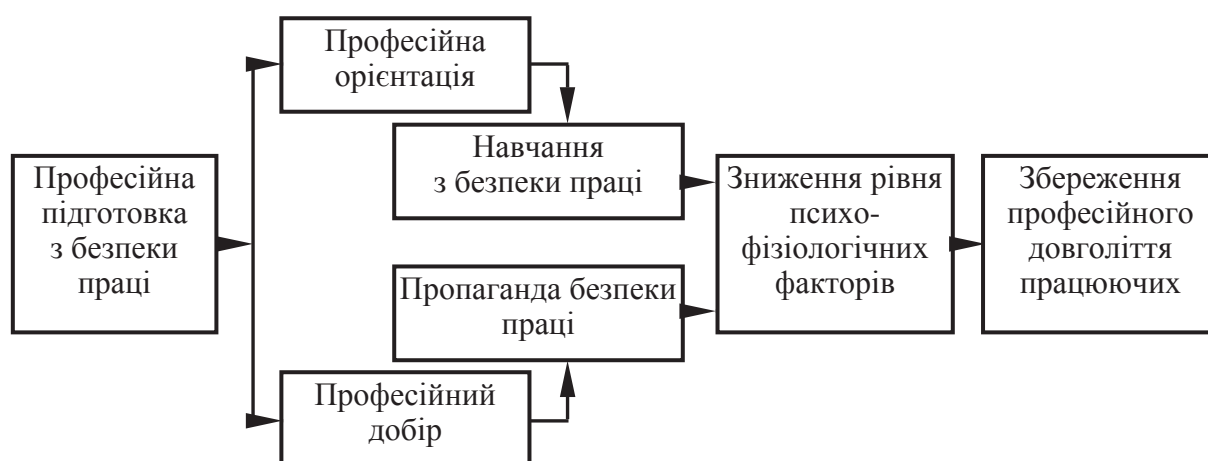 Професійна
підготовка
з безпеки
праці
Професійна
орієнтація
Навчання
з безпеки праці
Пропаганда безпеки
праці
Професійний
добір
Зниження рівня
психо-
фізіологічних
факторів
Збереження
професійного
довголіття
працюючих